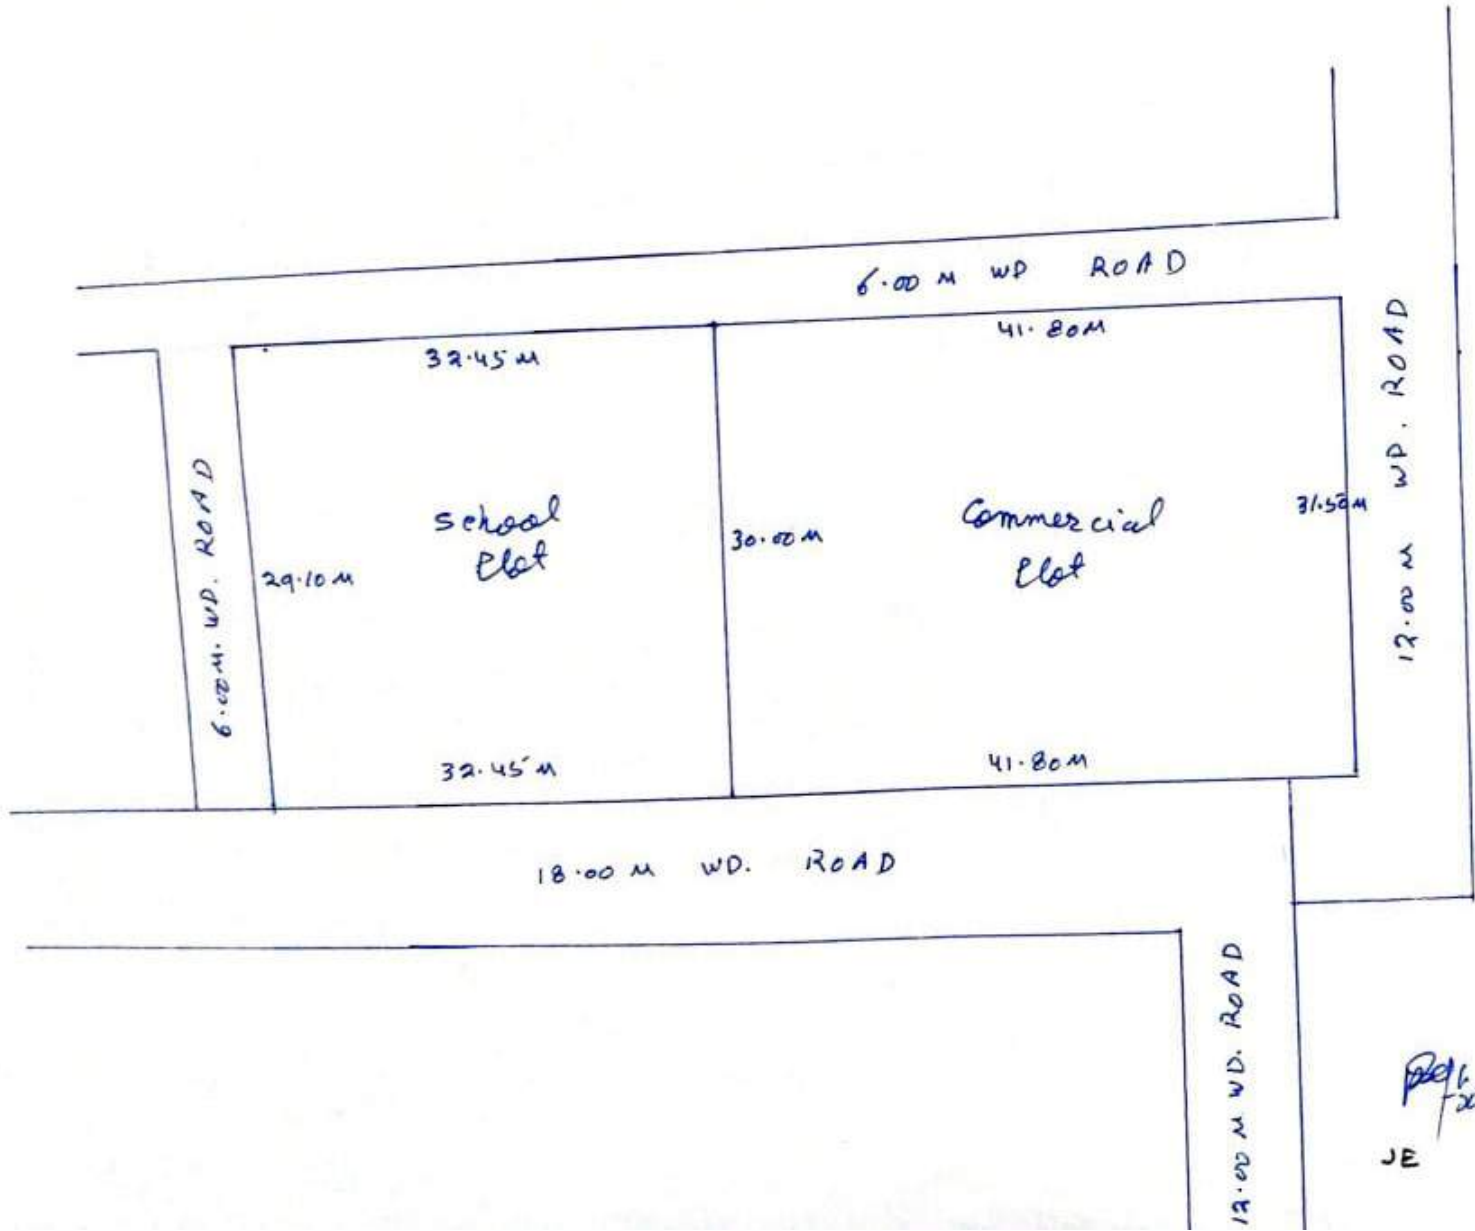 6.00 M WD ROAD
32.45 M
41.80M
6.00 M. WD. ROAD
29.10 M
School
Plot
30.00 M
Commercial
Plot
31.50M
12.00 M WD. ROAD
32.45 M
41.80M
18.00 M WD. ROAD
12.00 M WD. ROAD
JE